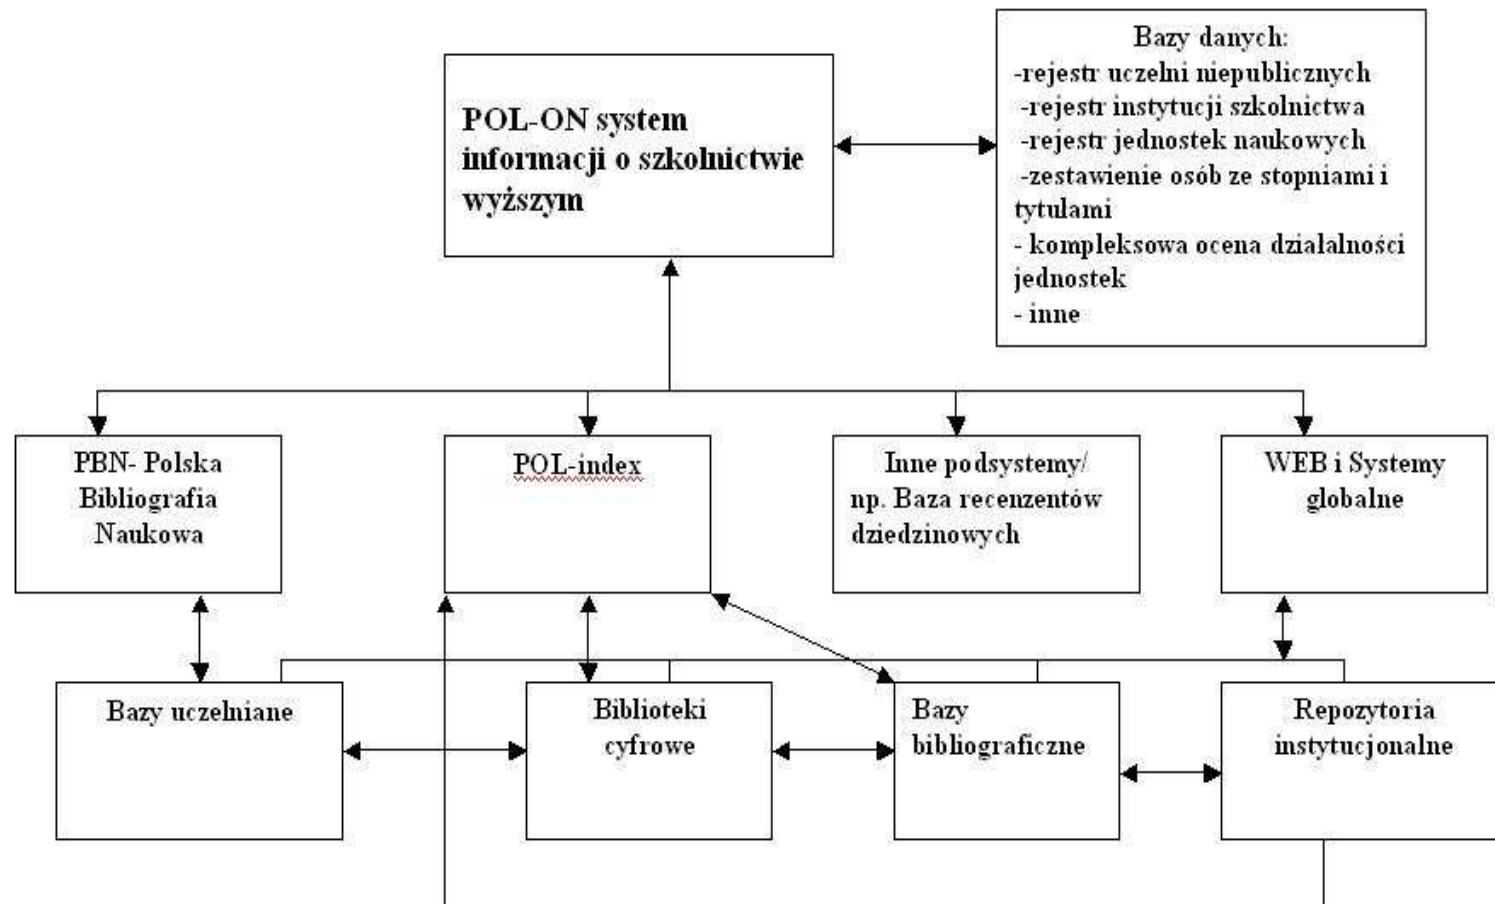 Bazy danych:
-rejestr uczelni niepublicznych
-rejestr instytucji szkolnictwa
-rejestr jednostek naukowych
-zestawienie osób ze stopniami i
tytułami
- kompleksowa ocena działalności
jednostek
- inne
POL-ON system
informacji o szkolnictwie
wyższym
PBN- Polska
Bibliografia
Naukowa
POL-index
Inne podsystemy/
np. Baza recenzentów
dziedzinowych
WEB i Systemy
globalne
Bazy uczelniane
Biblioteki
cyfrowe
Bazy
bibliograficzne
Repozytoria
instytucjonalne